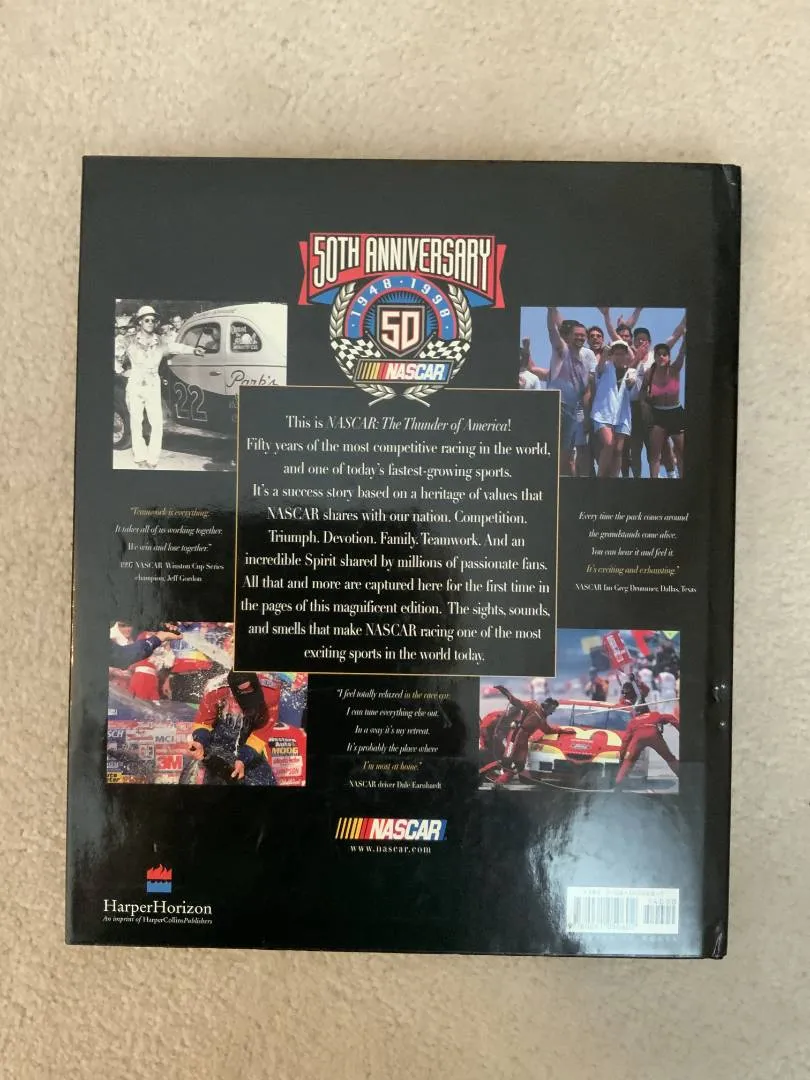 50TH ANNIVERSARY
1948 · 1998
50
NASCAR
22
Park's
This is NASCAR: The Thunder of America!
Fifty years of the most competitive racing in the world,
and one of today's fastest-growing sports.
It's a success story based on a heritage of values that
NASCAR shares with our nation. Competition.
Triumph. Devotion. Family. Teamwork. And an
incredible Spirit shared by millions of passionate fans.
All that and more are captured here for the first time in
the pages of this magnificent edition. The sights, sounds,
and smells that make NASCAR racing one of the most
exciting sports in the world today.
"Teamwork is everything.
It takes all of us working together.
We win and lose together."
1997 NASCAR Winston Cup Series
champion, Jeff Gordon
Every time the pack comes around
the grandstands come alive.
You can hear it and feel it.
It's exciting and exhausting."
NASCAR fan Greg Drummer, Dallas, Texas
MCI
3M
MOOG
"I feel totally relaxed in the race car.
I can tune everything else out.
In a way it's my retreat.
It's probably the place where
I'm most at home."
-NASCAR driver Dale Earnhardt
NASCAR
www.nascar.com
HarperHorizon
An imprint of HarperCollinsPublishers